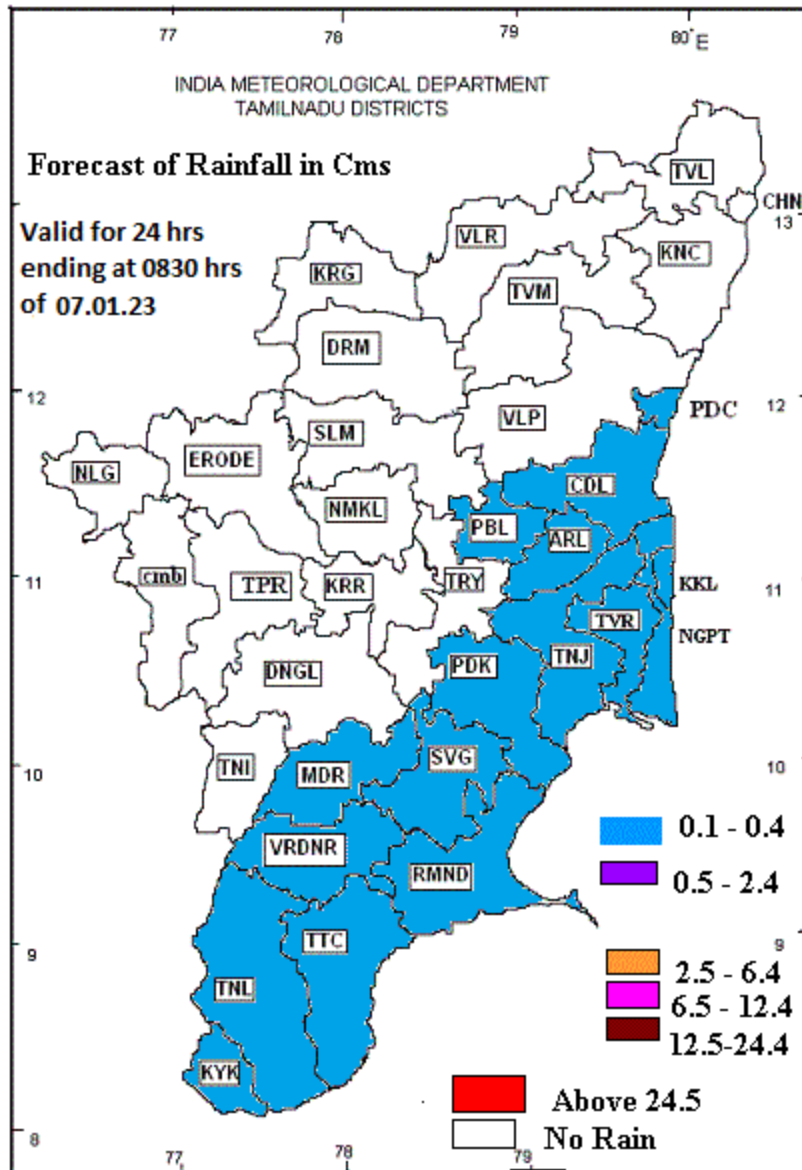 77 78 79 80°E
INDIA METEOROLOGICAL DEPARTMENT
TAMILNADU DISTRICTS
Forecast of Rainfall in Cms
TVL
CHN
13
Valid for 24 hrs
ending at 0830 hrs
of 07.01.23
VLR
KNC
KRG
TVM
DRM
12
12
PDC
VLP
SLM
ERODE
NLG
CDL
NMKL
PBL
ARL
11
cmb
TPR
KRR
TRY
KKL
11
TVR
NGPT
DNGL
PDK
TNJ
10
TNI
MDR
SVG
10
0.1 - 0.4
VRDNR
RMND
0.5 - 2.4
9
TTC
9
2.5 - 6.4
TNL
6.5 - 12.4
12.5-24.4
KYK
Above 24.5
8
No Rain
77 78 79